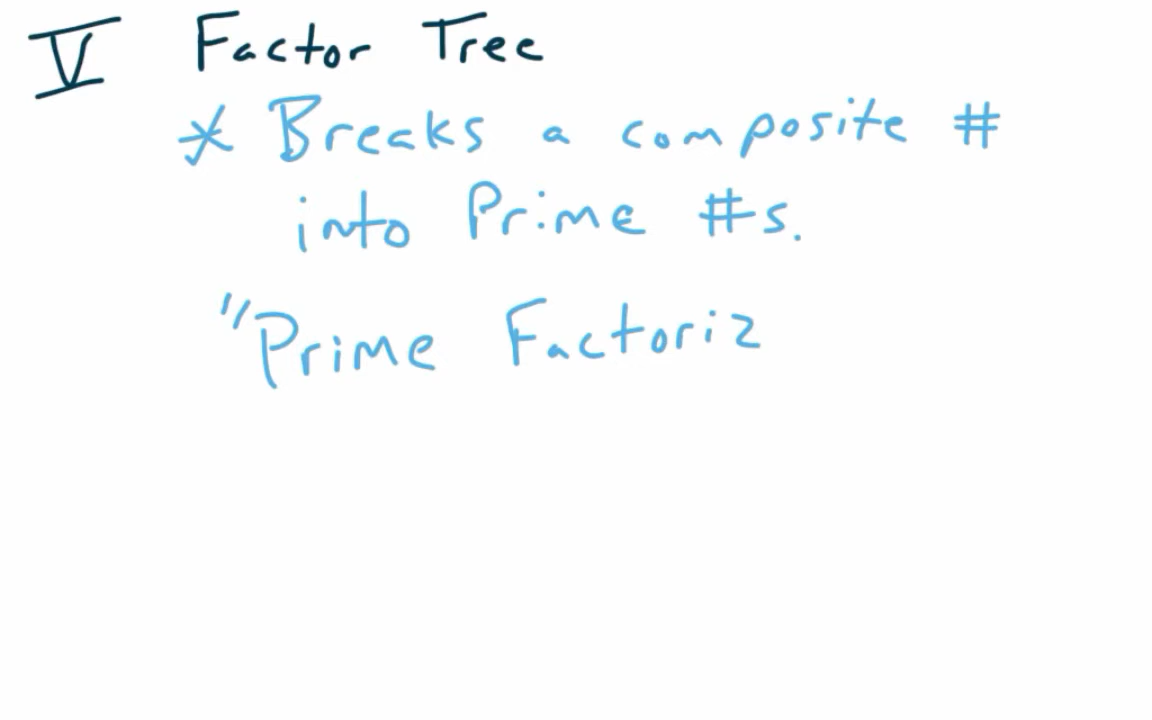 V Factor Tree
* Breaks a composite #
into Prime #s.
"Prime Factoriz